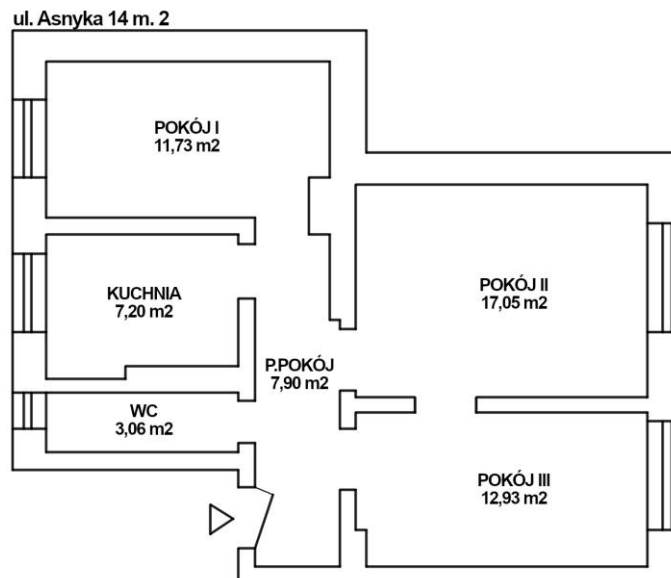 ul. Asnyka 14 m. 2
POKÓJ I
11,73 m2
KUCHNIA
7,20 m2
POKÓJ II
17,05 m2
P.POKÓJ
7,90 m2
WC
3,06 m2
POKÓJ III
12,93 m2